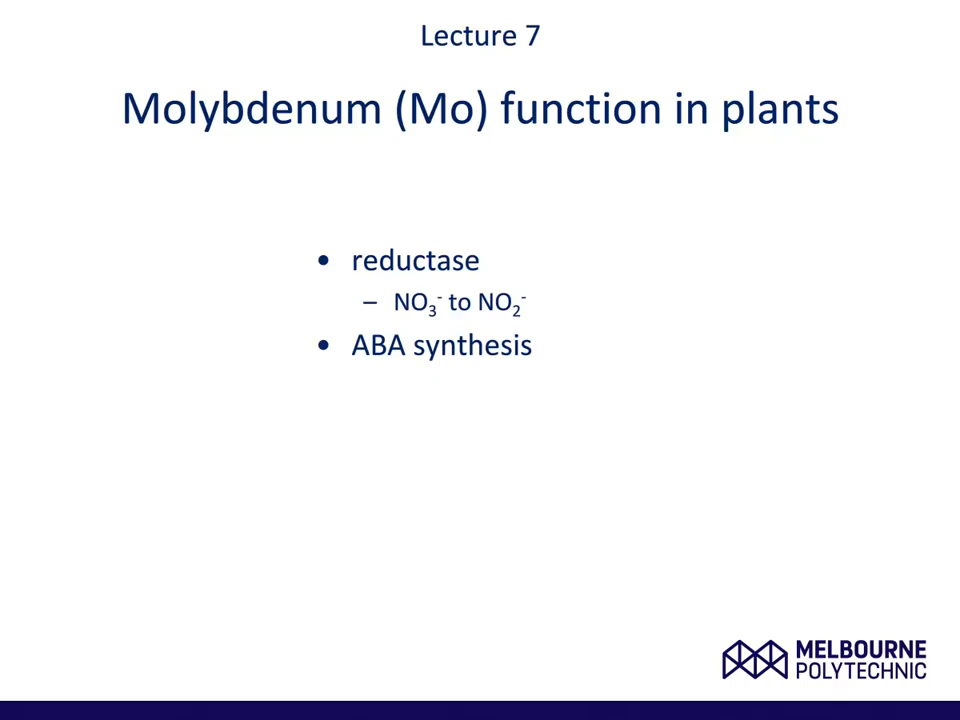 Lecture 7
Molybdenum (Mo) function in plants
• reductase
– NO₃⁻ to NO₂⁻
• ABA synthesis
MELBOURNE
POLYTECHNIC